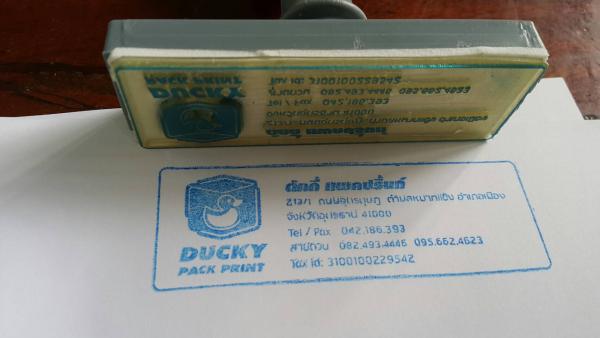 ดักกี้ แพคปริ้นท์
213/1 ถนนอุดรดุษฎี ตำบลหมากแข้ง อำเภอเมือง
จังหวัดอุดรธานี 41000
Tel / Fax 042.186.393
สายด่วน 082.493.4446 095.662.4623
Tax id: 3100100229542
DUCKY
PACK PRINT